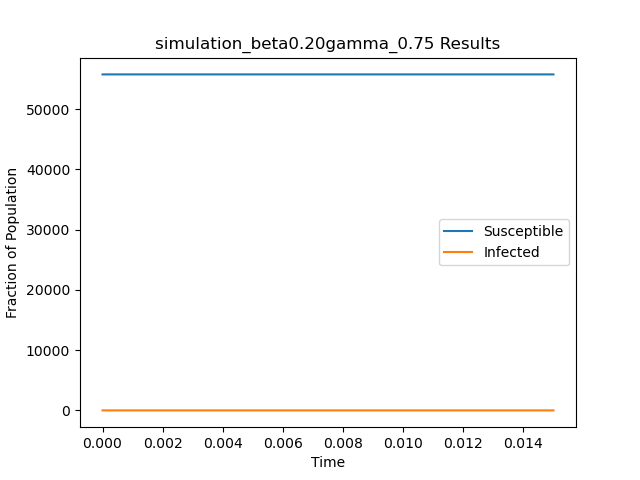 simulation_beta0.20gamma_0.75 Results
Fraction of Population
50000
40000
30000
20000
10000
0
Susceptible
Infected
0.000 0.002 0.004 0.006 0.008 0.010 0.012 0.014
Time